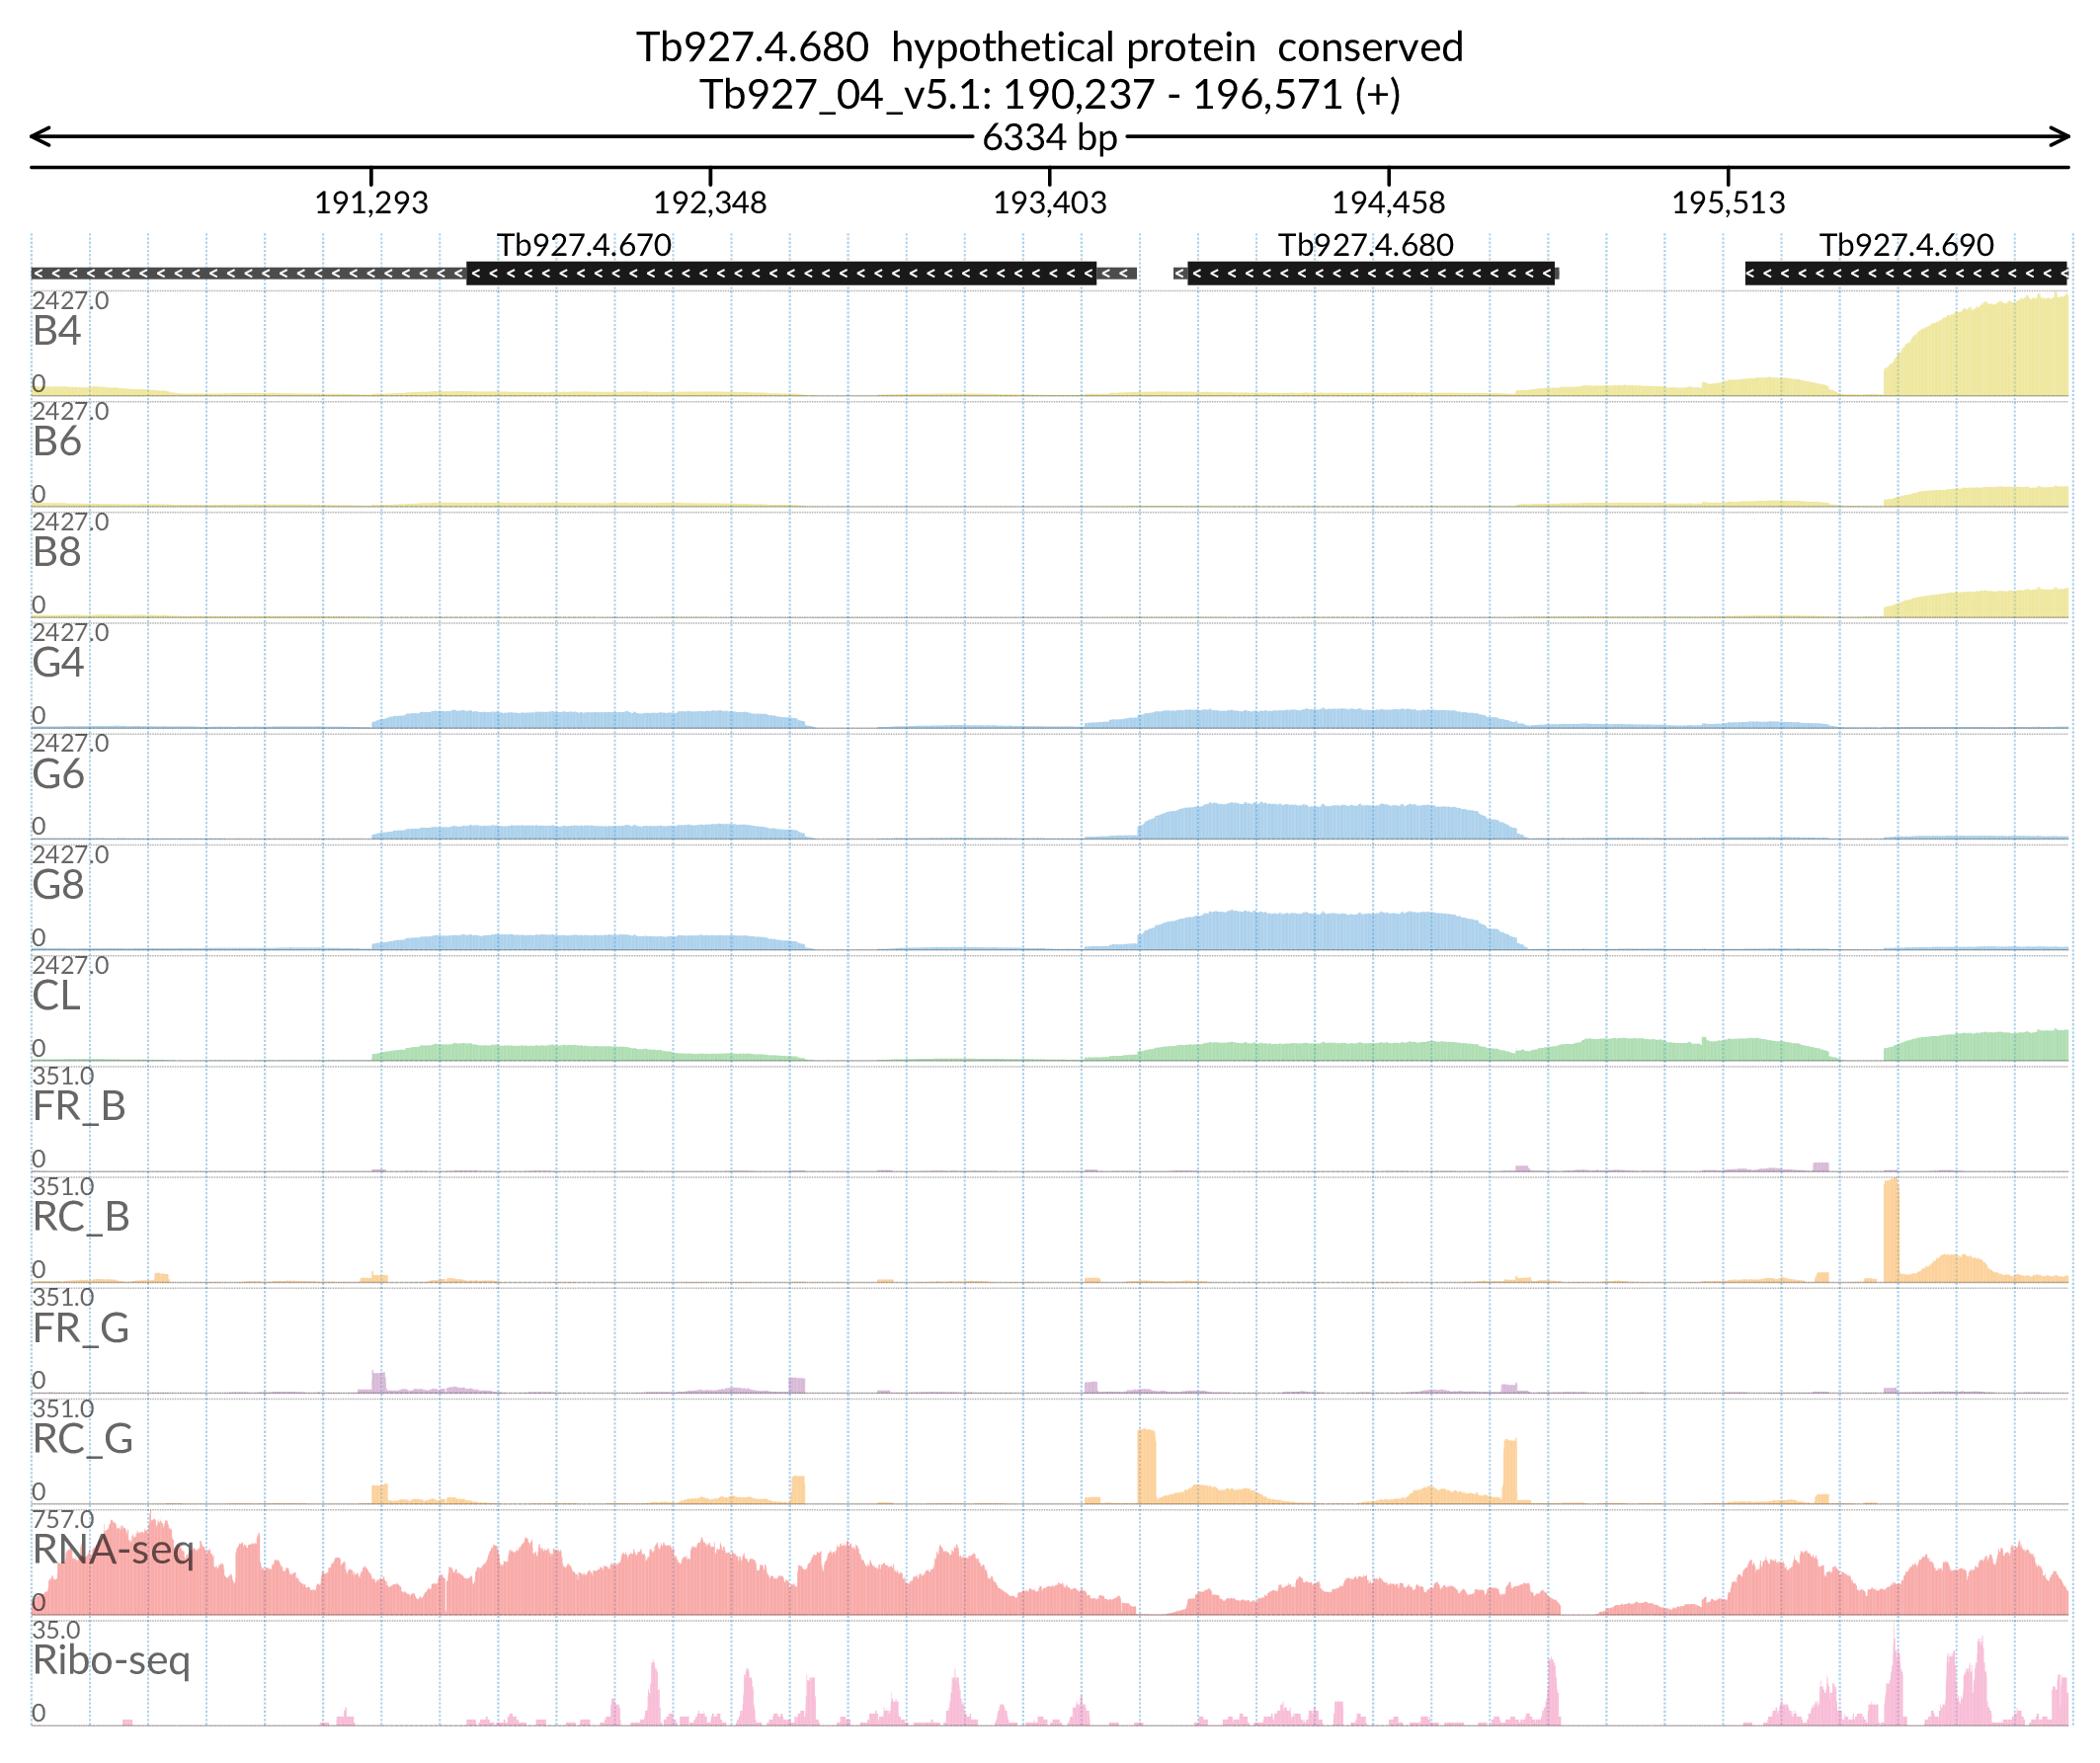 Tb927.4.680 hypothetical protein conserved
Tb927_04_v5.1: 190,237 - 196,571 (+)
6334 bp
191,293 192,348 193,403 194,458 195,513
Tb927.4.670 Tb927.4.680 Tb927.4.690
2427.0
B4
0
2427.0
B6
0
2427.0
B8
0
2427.0
G4
0
2427.0
G6
0
2427.0
G8
0
2427.0
CL
0
351.0
FR_B
0
351.0
RC_B
0
351.0
FR_G
0
351.0
RC_G
0
757.0
RNA-seq
0
35.0
Ribo-seq
0